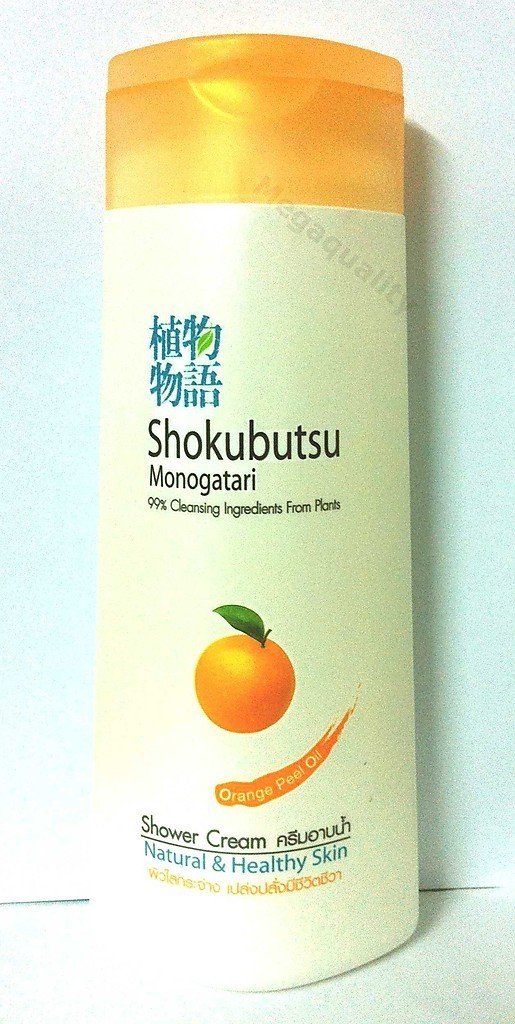 Megaquality
植物
物語
Shokubutsu
Monogatari
99% Cleansing Ingredients From Plants
Orange Peel Oil
Shower Cream ครีมอาบน้ำ
Natural & Healthy Skin
ผิวใสกระจ่าง เปล่งปลั่งมีชีวิตชีวา